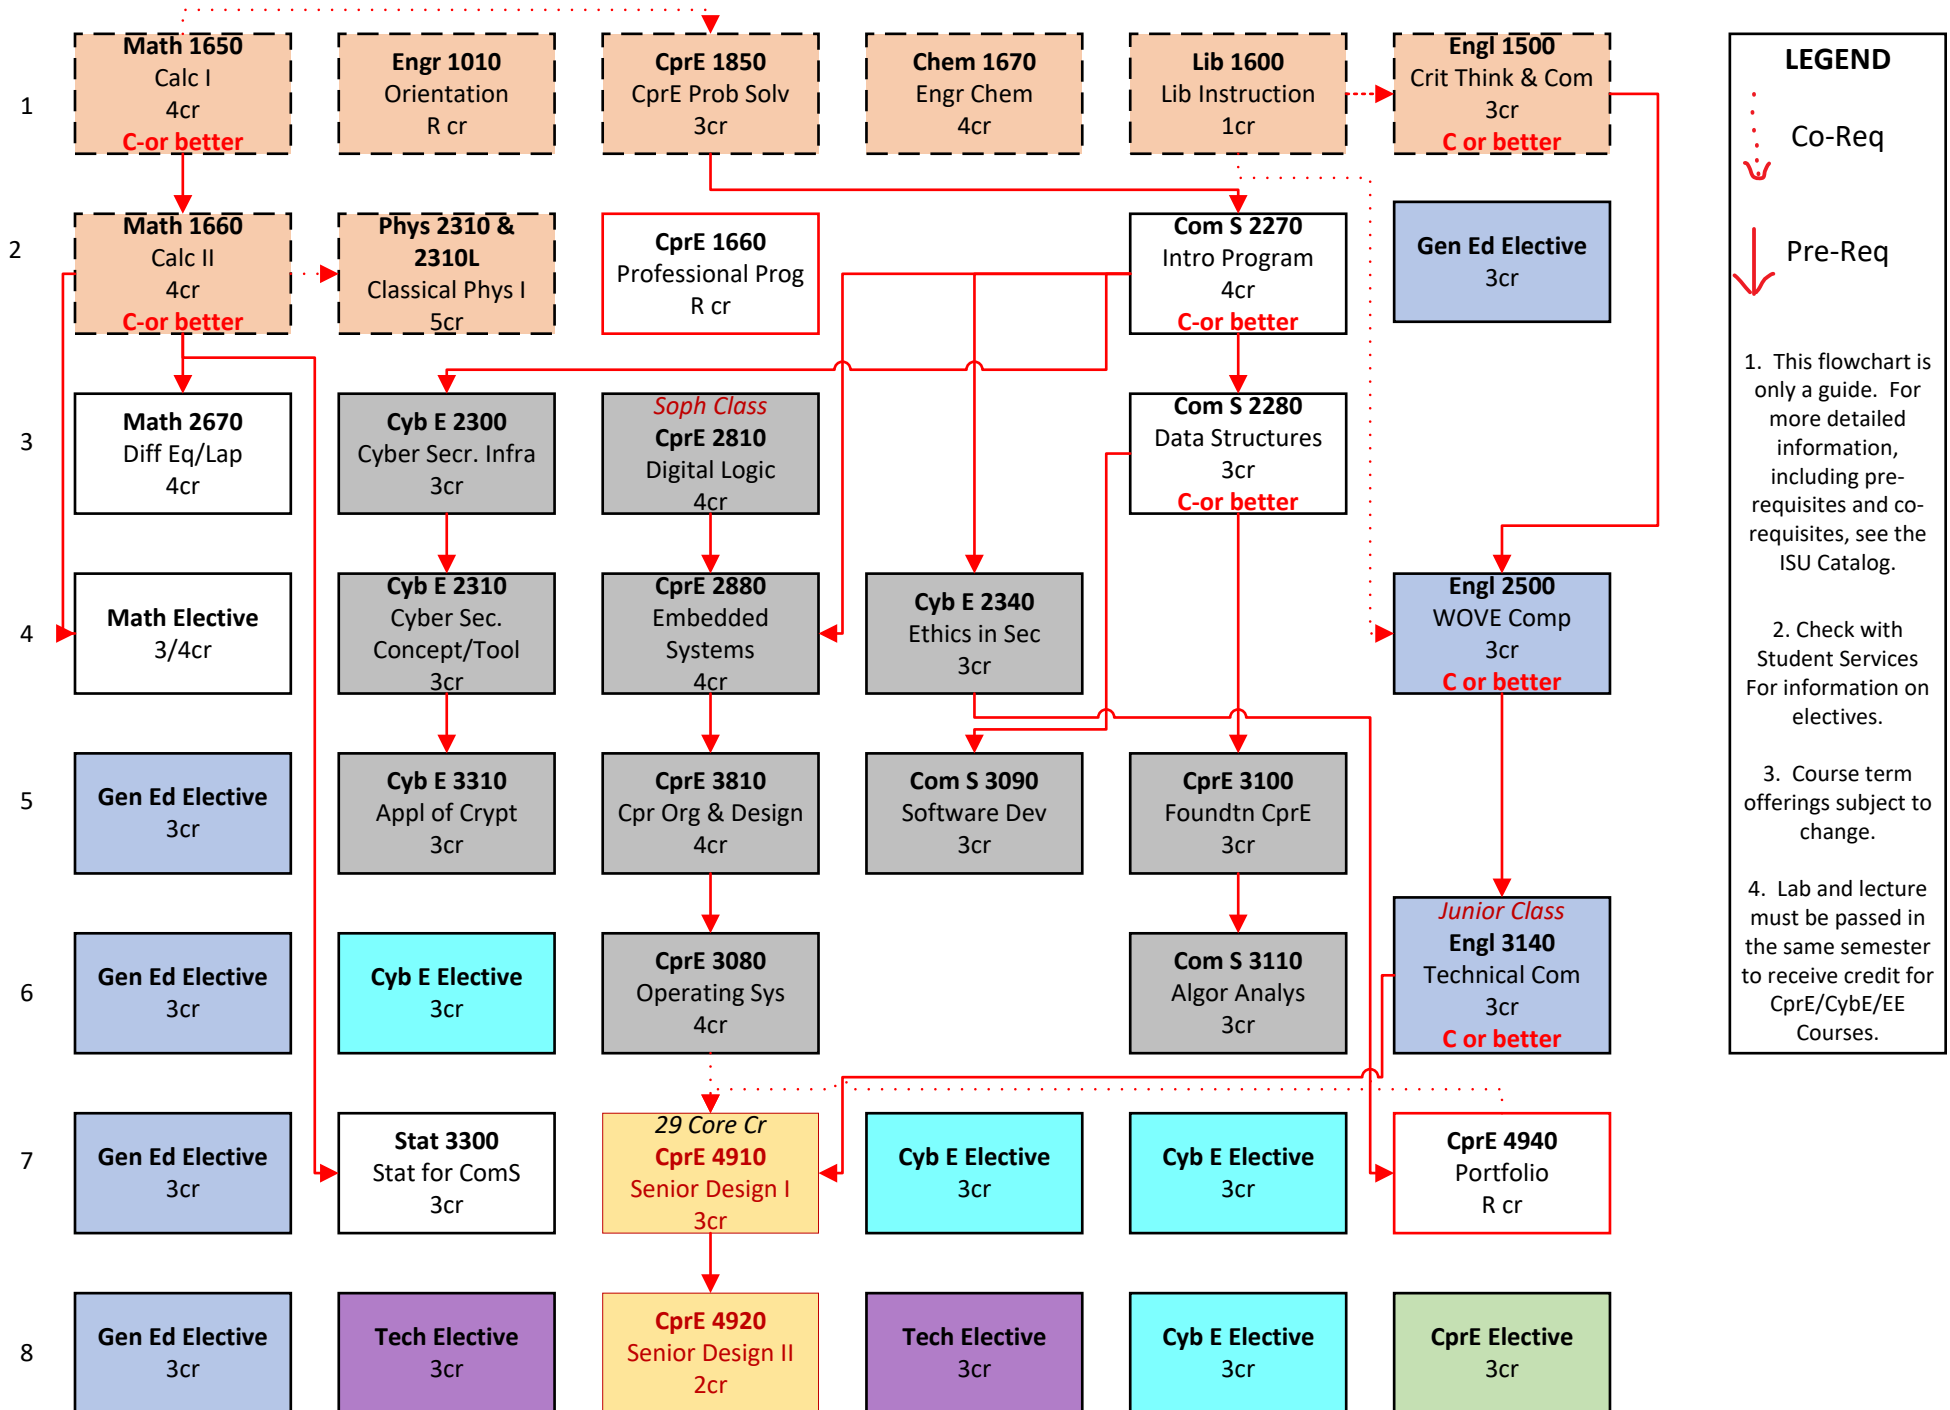 1
Math 1650
Calc I
4cr
C-or better
Engr 1010
Orientation
R cr
CprE 1850
CprE Prob Solv
3cr
Chem 1670
Engr Chem
4cr
Lib 1600
Lib Instruction
1cr
Engl 1500
Crit Think & Com
3cr
C or better
2
Math 1660
Calc II
4cr
C-or better
Phys 2310 &
2310L
Classical Phys I
5cr
CprE 1660
Professional Prog
R cr
Com S 2270
Intro Program
4cr
C-or better
Gen Ed Elective
3cr
3
Math 2670
Diff Eq/Lap
4cr
Cyb E 2300
Cyber Secr. Infra
3cr
Soph Class
CprE 2810
Digital Logic
4cr
Com S 2280
Data Structures
3cr
C-or better
4
Math Elective
3/4cr
Cyb E 2310
Cyber Sec.
Concept/Tool
3cr
CprE 2880
Embedded
Systems
4cr
Cyb E 2340
Ethics in Sec
3cr
Engl 2500
WOVE Comp
3cr
C or better
5
Gen Ed Elective
3cr
Cyb E 3310
Appl of Crypt
3cr
CprE 3810
Cpr Org & Design
4cr
Com S 3090
Software Dev
3cr
CprE 3100
Foundtn CprE
3cr
6
Gen Ed Elective
3cr
Cyb E Elective
3cr
CprE 3080
Operating Sys
4cr
Com S 3110
Algor Analys
3cr
Junior Class
Engl 3140
Technical Com
3cr
C or better
7
Gen Ed Elective
3cr
Stat 3300
Stat for ComS
3cr
29 Core Cr
CprE 4910
Senior Design I
3cr
Cyb E Elective
3cr
Cyb E Elective
3cr
CprE 4940
Portfolio
R cr
8
Gen Ed Elective
3cr
Tech Elective
3cr
CprE 4920
Senior Design II
2cr
Tech Elective
3cr
Cyb E Elective
3cr
CprE Elective
3cr
LEGEND
Co-Req
Pre-Req
1. This flowchart is
only a guide. For
more detailed
information,
including pre-
requisites and co-
requisites, see the
ISU Catalog.
2. Check with
Student Services
For information on
electives.
3. Course term
offerings subject to
change.
4. Lab and lecture
must be passed in
the same semester
to receive credit for
CprE/CybE/EE
Courses.